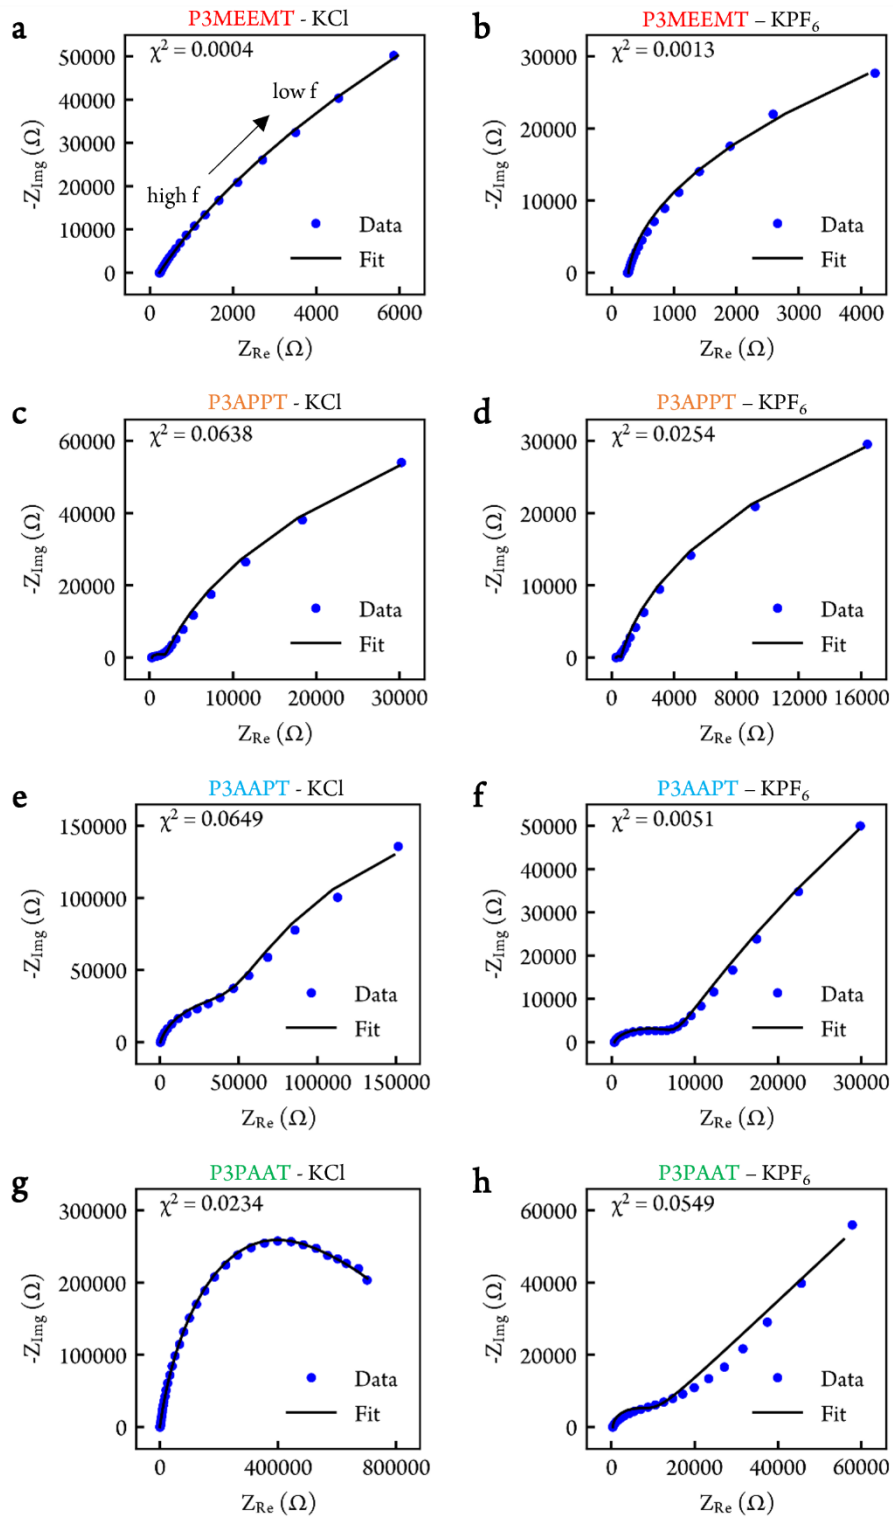 a
P3MEEMT - KCl
χ² = 0.0004
50000
40000
30000
20000
10000
0
-Z_Img (Ω)
low f
high f
Data
Fit
0 2000 4000 6000
Z_Re (Ω)
b
P3MEEMT – KPF₆
χ² = 0.0013
30000
20000
10000
0
-Z_Img (Ω)
Data
Fit
0 1000 2000 3000 4000
Z_Re (Ω)
c
P3APPT - KCl
χ² = 0.0638
60000
40000
20000
0
-Z_Img (Ω)
Data
Fit
0 10000 20000 30000
Z_Re (Ω)
d
P3APPT – KPF₆
χ² = 0.0254
30000
20000
10000
0
-Z_Img (Ω)
Data
Fit
0 4000 8000 12000 16000
Z_Re (Ω)
e
P3AAPT - KCl
χ² = 0.0649
150000
100000
50000
0
-Z_Img (Ω)
Data
Fit
0 50000 100000 150000
Z_Re (Ω)
f
P3AAPT – KPF₆
χ² = 0.0051
50000
40000
30000
20000
10000
0
-Z_Img (Ω)
Data
Fit
0 10000 20000 30000
Z_Re (Ω)
g
P3PAAT - KCl
χ² = 0.0234
300000
200000
100000
0
-Z_Img (Ω)
Data
Fit
0 400000 800000
Z_Re (Ω)
h
P3PAAT – KPF₆
χ² = 0.0549
60000
40000
20000
0
-Z_Img (Ω)
Data
Fit
0 20000 40000 60000
Z_Re (Ω)